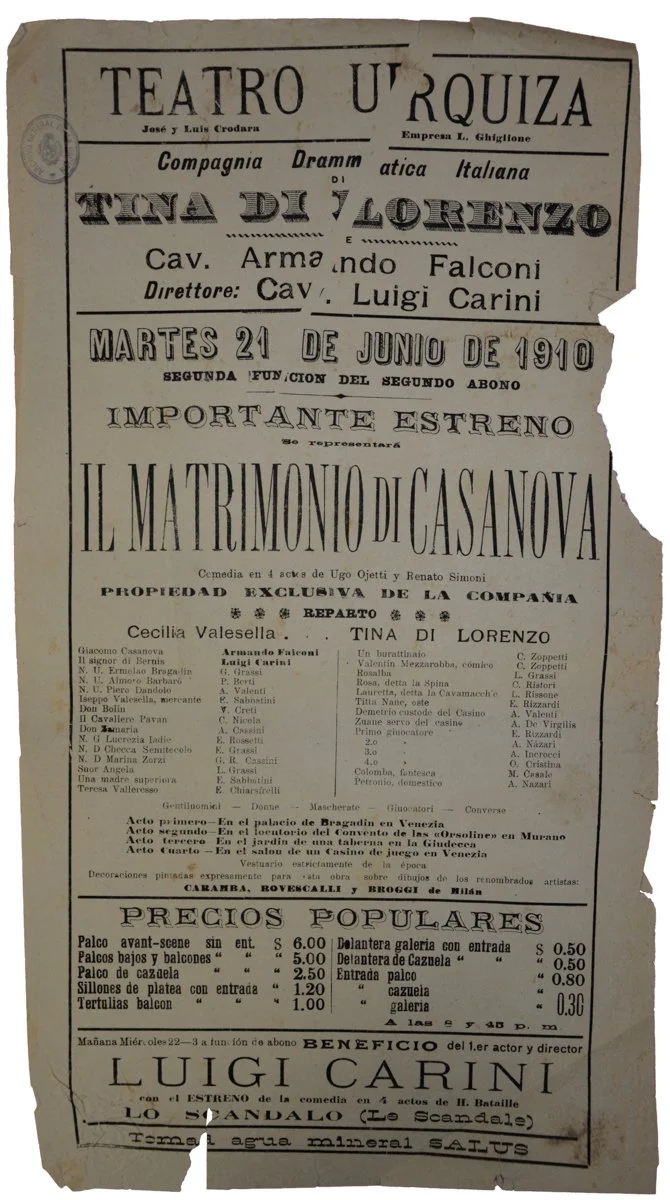 TEATRO URQUIZA
José y Luis Crodara
Empresa L. Ghiglione
Compagnia Drammatica Italiana
DI
TINA DI LORENZO
E
Cav. Armando Falconi
Direttore: Cav. Luigi Carini
MARTES 21 DE JUNIO DE 1910
SEGUNDA FUNCION DEL SEGUNDO ABONO
IMPORTANTE ESTRENO
Se representará
IL MATRIMONIO DI CASANOVA
Comedia en 4 actos de Ugo Ojetti y Renato Simoni
PROPIEDAD EXCLUSIVA DE LA COMPAÑIA
REPARTO
Cecilia Valesella . . . TINA DI LORENZO
Giacomo Casanova Armando Falconi
Il signor di Bernis Luigi Carini
N. U. Ermolao Bragadin G. Grassi
N. U. Almoro Barbaro P. Berti
N. U. Piero Dandolo A. Valenti
Iseppo Valesella, mercante E. Sabbatini
Don Bolin V. Creti
Il Cavaliere Pavan C. Nicola
Don A. Cassini
N. G Lucrezia Iadie E. Rossetti
N. D Checca Semitecolo E. Grassi
N. D Marina Zorzi G. R. Cassini
Suor Angela L. Grassi
Una madre superiora E. Sabbatini
Teresa Valleresso E. Chiarsirelli
Un burattinaio C. Zoppetti
Valentin Mezzarobba, cómico C. Zoppetti
Rosalba L. Grassi
Rosa, detta la Spina C. Ristori
Lauretta, detta la Cavamacch'e L. Rissone
Titta Nane, oste E. Rizzardi
Demetrio custode del Casino A. Valenti
Zuane servo del casino A. De Virgilis
Primo giuocatore E. Rizzardi
2.o » A. Nazari
3.o » A. Incrocci
4.o » O. Cristina
Colomba, fantesca M. Casale
Petronio, domestico A. Nazari
Gentiluomini — Donne — Mascherate — Giuocatori — Converse
Acto primero—En el palacio de Bragadin en Venezia
Acto segundo—En el locutorio del Convento de las «Orsoline» en Murano
Acto tercero—En el jardin de una taberna en la Giudecca
Acto Cuarto —En el salon de un Casino de juego en Venezia
Vestuario estrictamente de la época
Decoraciones pintadas expresamente para esta obra sobre dibujos de los renombrados artistas:
CARAMBA, ROVESCALLI y BROGGI de Milán
PRECIOS POPULARES
Palco avant-scene sin ent. $ 6.00
Palcos bajos y balcones “ “ “ 5.00
Palco de cazuela “ “ “ 2.50
Sillones de platea con entrada “ 1.20
Tertulias balcon “ “ “ 1.00
Delantera galeria con entrada $ 0.50
Delantera de Cazuela “ “ “ 0.50
Entrada palco “ 0.80
“ cazuela “
“ galeria “ 0.30
A las 8 y 45 p. m
Mañana Miércoles 22—3 a función de abono BENEFICIO del 1.er actor y director
LUIGI CARINI
con el ESTRENO de la comedia en 4 actos de H. Bataille
LO SCANDALO (Le Scandale)
Tomad agua mineral SALUS